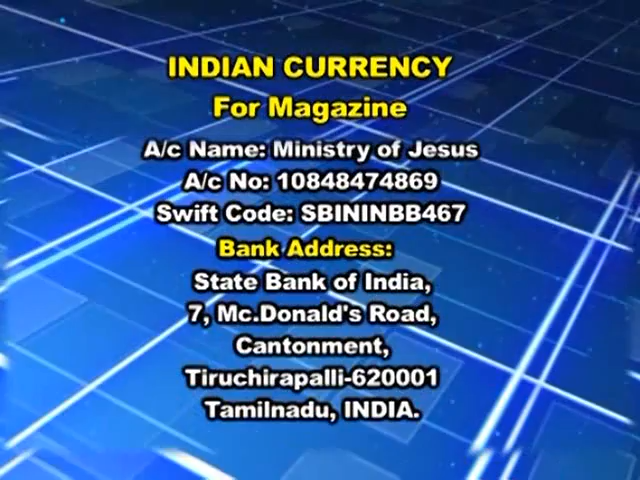 INDIAN CURRENCY
For Magazine
A/c Name: Ministry of Jesus
A/c No: 10848474869
Swift Code: SBININBB467
Bank Address:
State Bank of India,
7, Mc.Donald's Road,
Cantonment,
Tiruchirapalli-620001
Tamilnadu, INDIA.